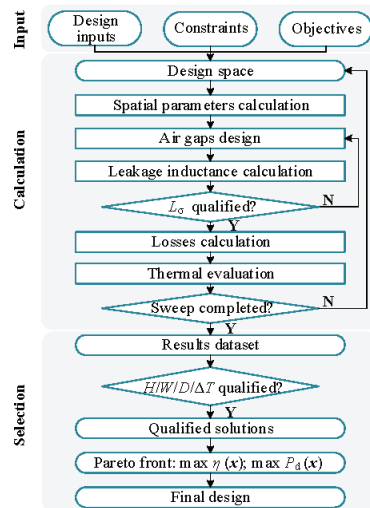 Input
Design
inputs
Constraints
Objectives
Calculation
Design space
Spatial parameters calculation
Air gaps design
Leakage inductance calculation
Lσ qualified?
N
Y
Losses calculation
Thermal evaluation
Sweep completed?
N
Y
Selection
Results dataset
H/W/D/ΔT qualified?
Y
Qualified solutions
Pareto front: max η (x); max Pd (x)
Final design